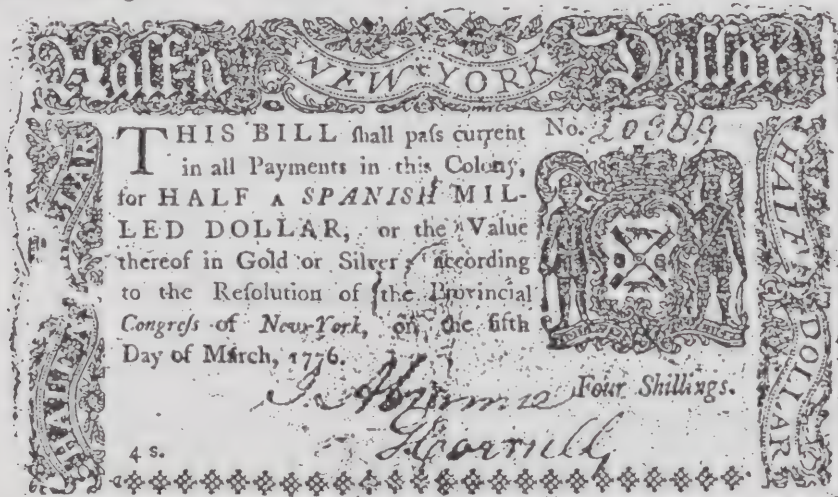 Half a NEW-YORK Dollar
THIS BILL ſhall paſs current
in all Payments in this Colony,
for HALF A SPANISH MIL-
LED DOLLAR, or the Value
thereof in Gold or Silver, according
to the Reſolution of the Provincial
Congreſs of New-York, on the fifth
Day of March, 1776.
No.
Four Shillings.
4 s.
HALF DOLLAR